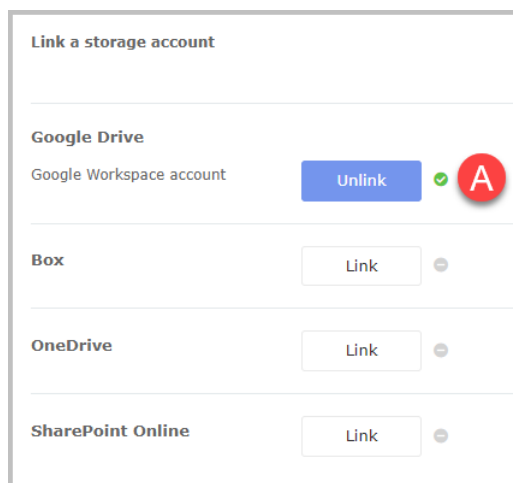 Link a storage account
Google Drive
Google Workspace account
Unlink
A
Box
Link
OneDrive
Link
SharePoint Online
Link